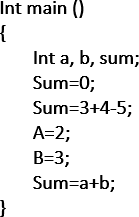 Int main ()
{
Int a, b, sum;
Sum=0;
Sum=3+4-5;
A=2;
B=3;
Sum=a+b;
}